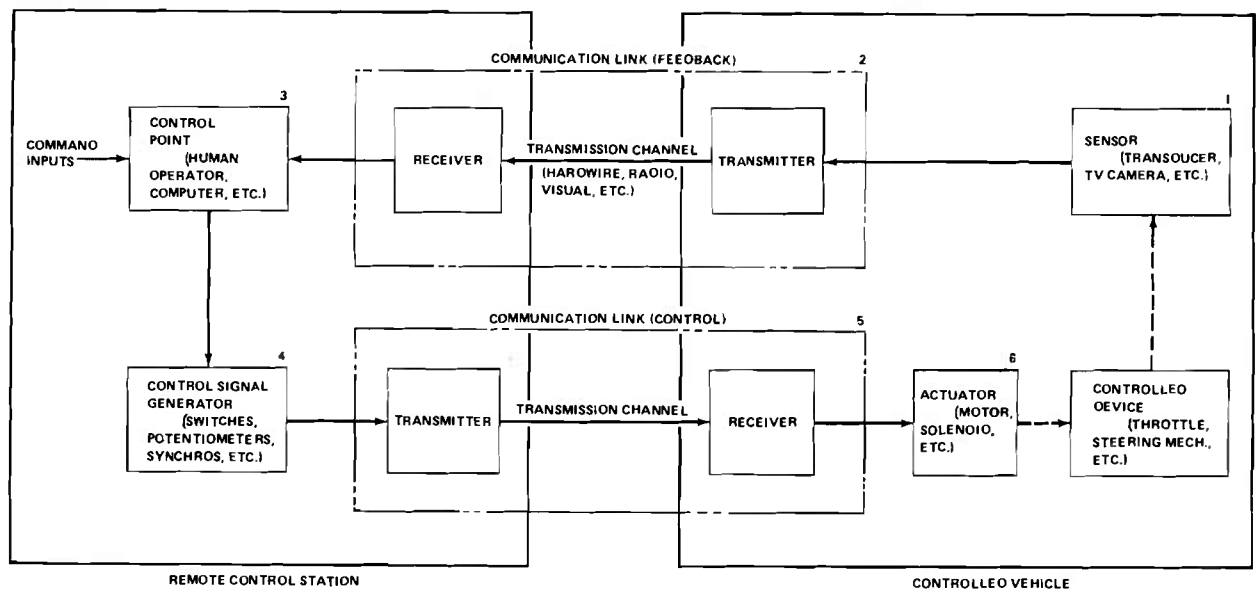 COMMUNICATION LINK (FEEOBACK)
2
3
CONTROL
POINT
(HUMAN
OPERATOR,
COMPUTER, ETC.)
COMMANO
INPUTS
RECEIVER
TRANSMISSION CHANNEL
(HAROWIRE, RAOIO,
VISUAL, ETC.)
TRANSMITTER
1
SENSOR
(TRANSOUCER,
TV CAMERA, ETC.)
COMMUNICATION LINK (CONTROL)
5
4
CONTROL SIGNAL
GENERATOR
(SWITCHES,
POTENTIOMETERS,
SYNCHROS, ETC.)
TRANSMITTER
TRANSMISSION CHANNEL
RECEIVER
6
ACTUATOR
(MOTOR,
SOLENOIO,
ETC.)
CONTROLLEO
OEVICE
(THROTTLE,
STEERING MECH.,
ETC.)
REMOTE CONTROL STATION
CONTROLLEO VEHICLE